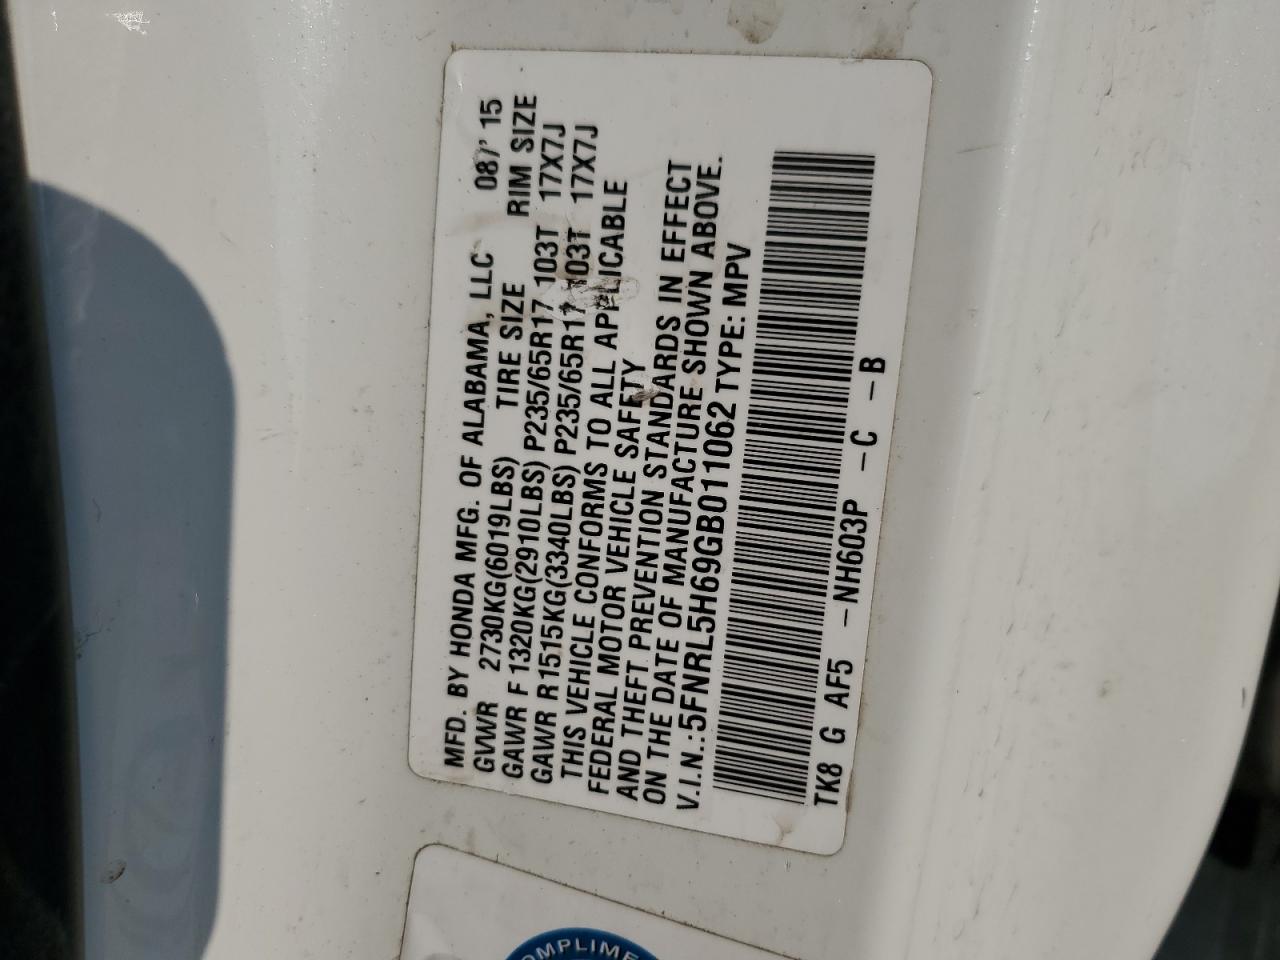 MFD. BY HONDA MFG. OF ALABAMA, LLC 08/'15
GVWR 2730KG(6019LBS) TIRE SIZE RIM SIZE
GAWR F 1320KG(2910LBS) P235/65R17 103T 17X7J
GAWR R1515KG(3340LBS) P235/65R17 103T 17X7J
THIS VEHICLE CONFORMS TO ALL APPLICABLE
FEDERAL MOTOR VEHICLE SAFETY
AND THEFT PREVENTION STANDARDS IN EFFECT
ON THE DATE OF MANUFACTURE SHOWN ABOVE.
V.I.N.:5FNRL5H69GB011062 TYPE: MPV
TK8 G AF5 -NH603P -C -B